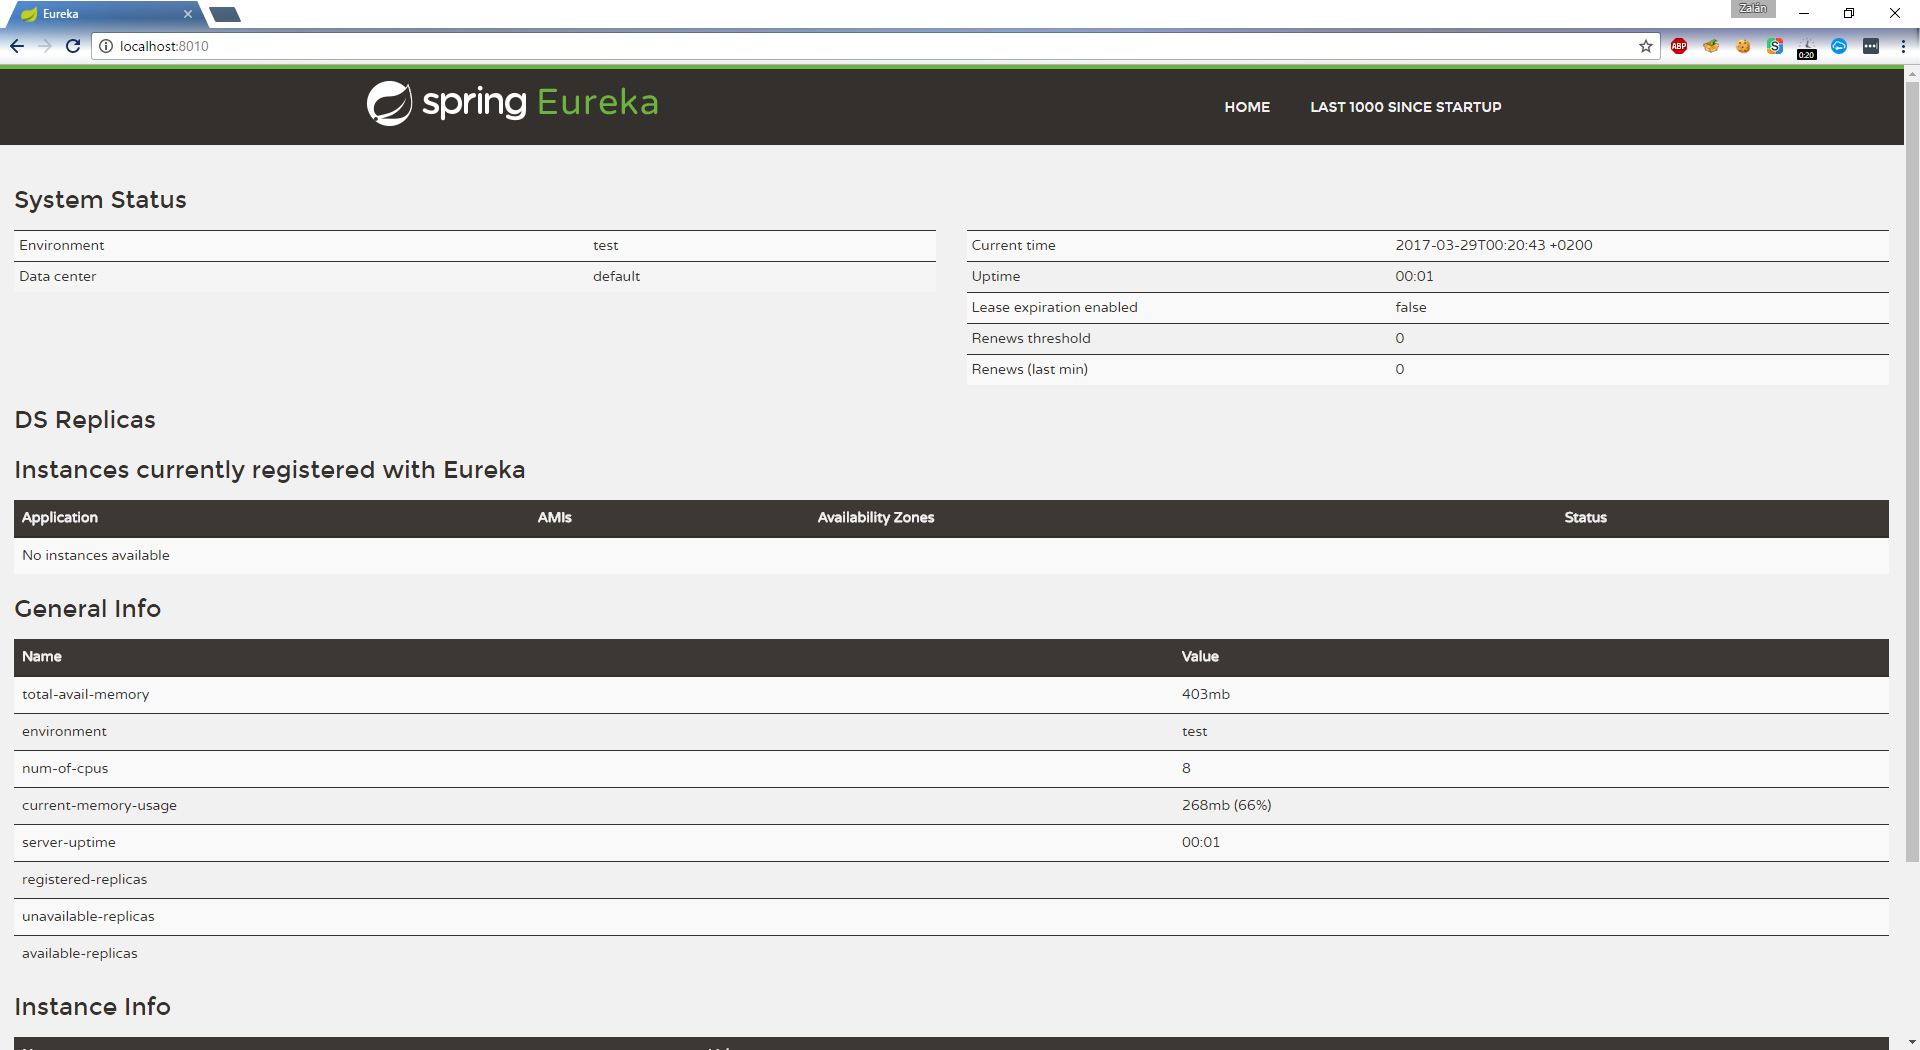 Eureka
Zalán
localhost:8010
ABP
S
0:20
spring Eureka
HOME LAST 1000 SINCE STARTUP
System Status
Environment test
Data center default
Current time 2017-03-29T00:20:43 +0200
Uptime 00:01
Lease expiration enabled false
Renews threshold 0
Renews (last min) 0
DS Replicas
Instances currently registered with Eureka
Application AMIs Availability Zones Status
No instances available
General Info
Name Value
total-avail-memory 403mb
environment test
num-of-cpus 8
current-memory-usage 268mb (66%)
server-uptime 00:01
registered-replicas
unavailable-replicas
available-replicas
Instance Info